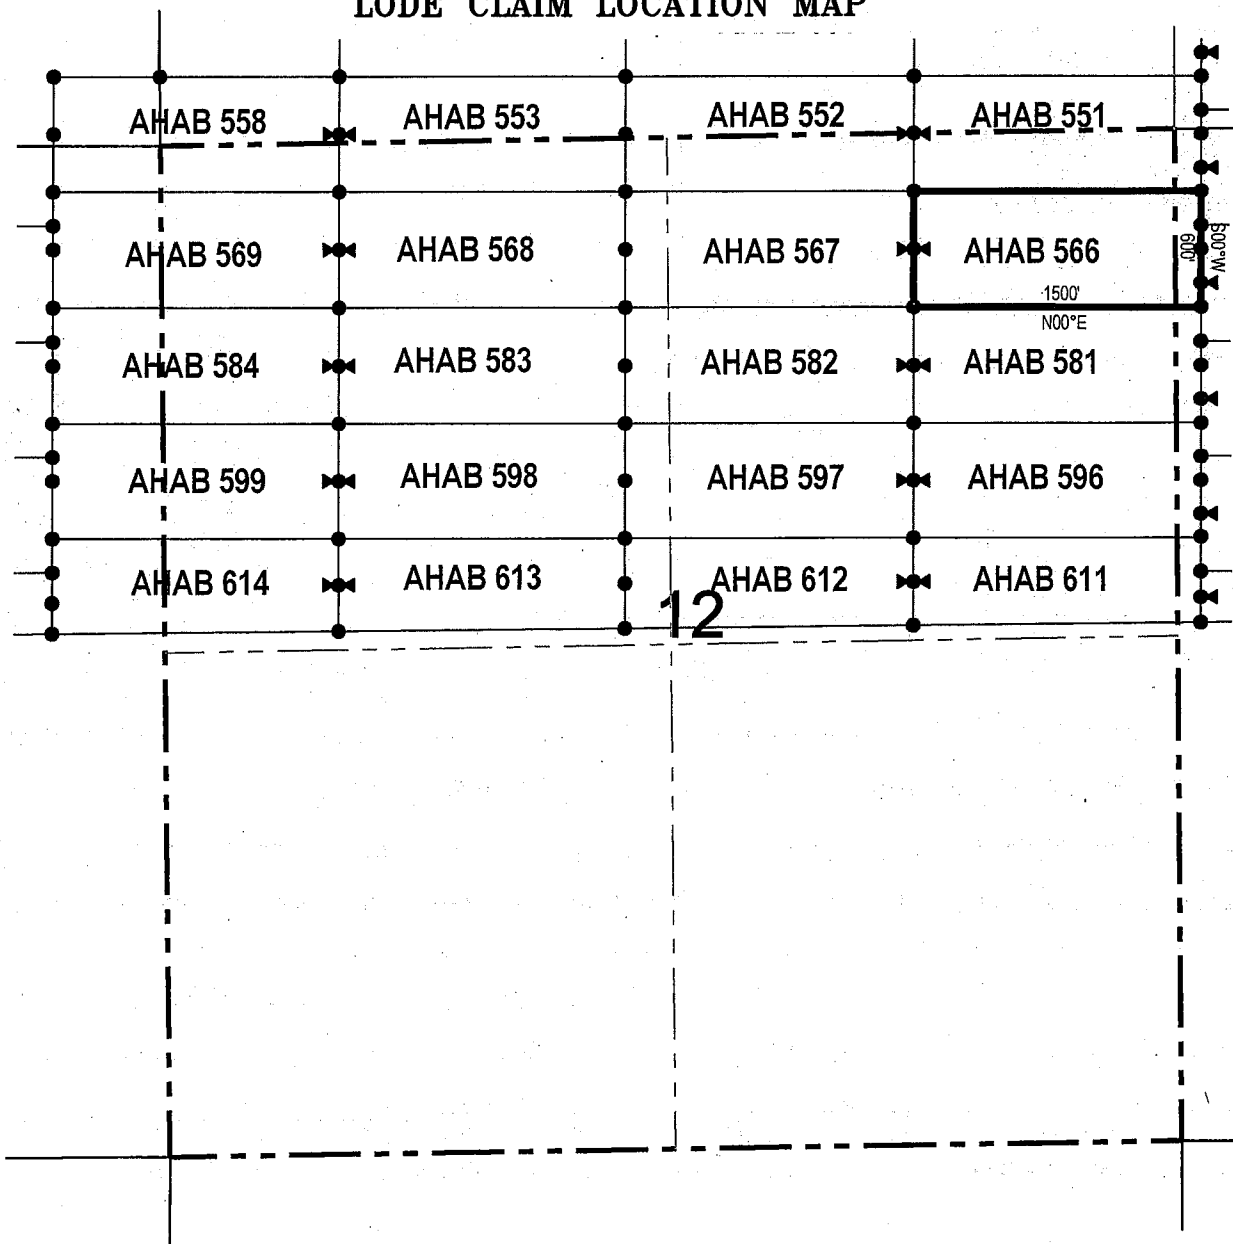 LODE CLAIM LOCATION MAP
AHAB 558 AHAB 553 AHAB 552 AHAB 551
AHAB 569 AHAB 568 AHAB 567 AHAB 566
600'
S00°W
1500'
N00°E
AHAB 584 AHAB 583 AHAB 582 AHAB 581
AHAB 599 AHAB 598 AHAB 597 AHAB 596
AHAB 614 AHAB 613 AHAB 612 AHAB 611
12